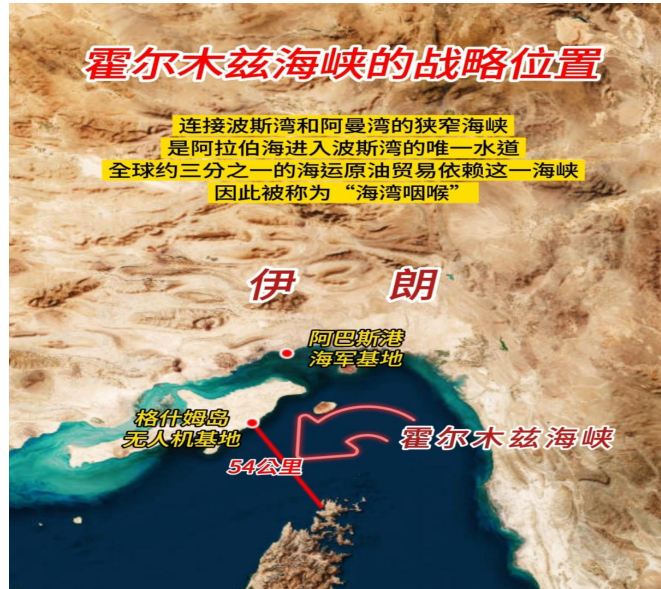 霍尔木兹海峡的战略位置
连接波斯湾和阿曼湾的狭窄海峡
是阿拉伯海进入波斯湾的唯一水道
全球约三分之一的海运原油贸易依赖这一海峡
因此被称为“海湾咽喉”
伊 朗
阿巴斯港
海军基地
格什姆岛
无人机基地
霍尔木兹海峡
54公里